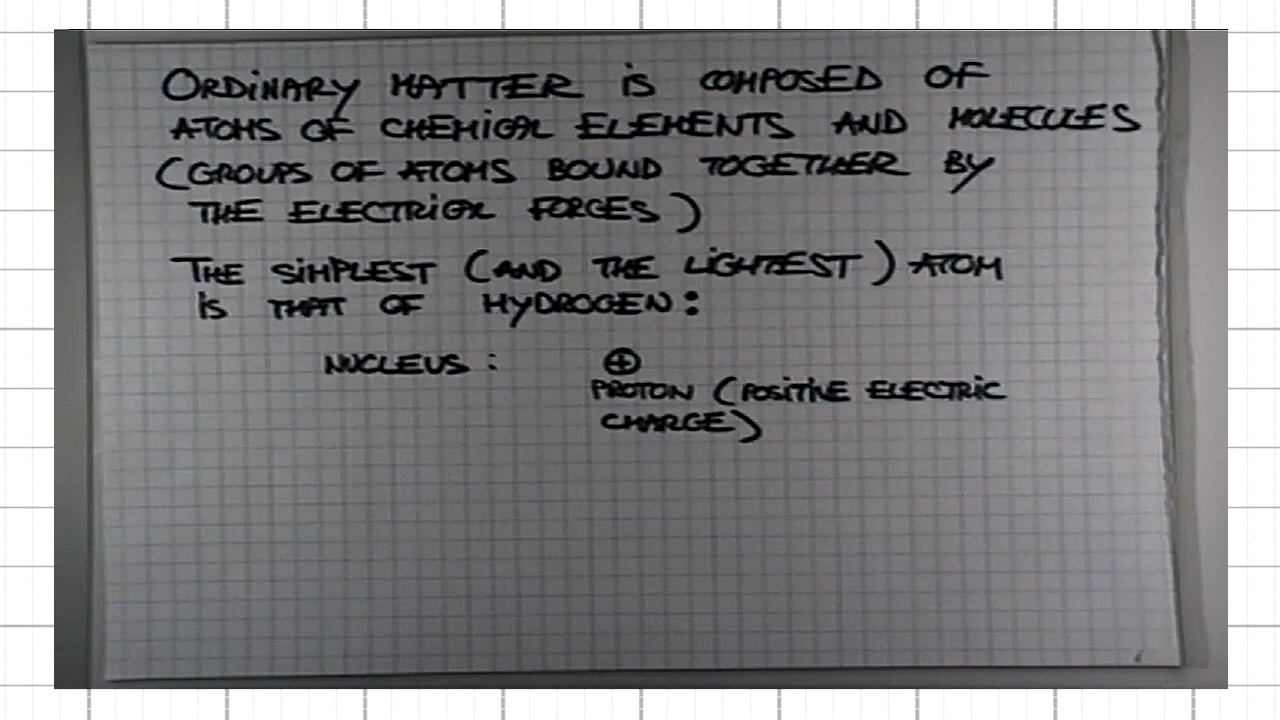 ORDINARY MATTER IS COMPOSED OF
ATOMS OF CHEMICAL ELEMENTS AND MOLECULES
(GROUPS OF ATOMS BOUND TOGETHER BY
THE ELECTRICAL FORCES)
THE SIMPLEST (AND THE LIGHTEST) ATOM
IS THAT OF HYDROGEN:
NUCLEUS: ⊕
PROTON (POSITIVE ELECTRIC
CHARGE)